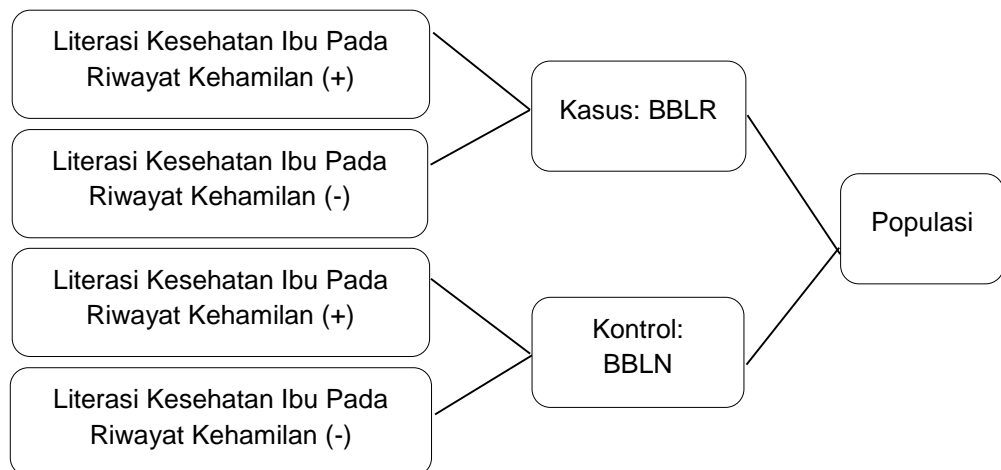 Literasi Kesehatan Ibu Pada
Riwayat Kehamilan (+)
Literasi Kesehatan Ibu Pada
Riwayat Kehamilan (-)
Literasi Kesehatan Ibu Pada
Riwayat Kehamilan (+)
Literasi Kesehatan Ibu Pada
Riwayat Kehamilan (-)
Kasus: BBLR
Kontrol:
BBLN
Populasi